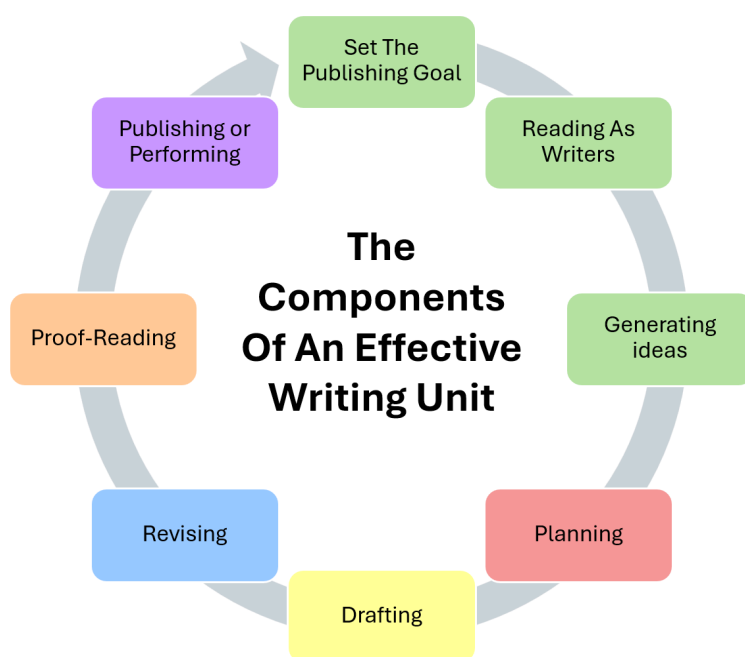 Set The
Publishing Goal
Reading As
Writers
Generating
ideas
Planning
Drafting
Revising
Proof-Reading
Publishing or
Performing
The
Components
Of An Effective
Writing Unit